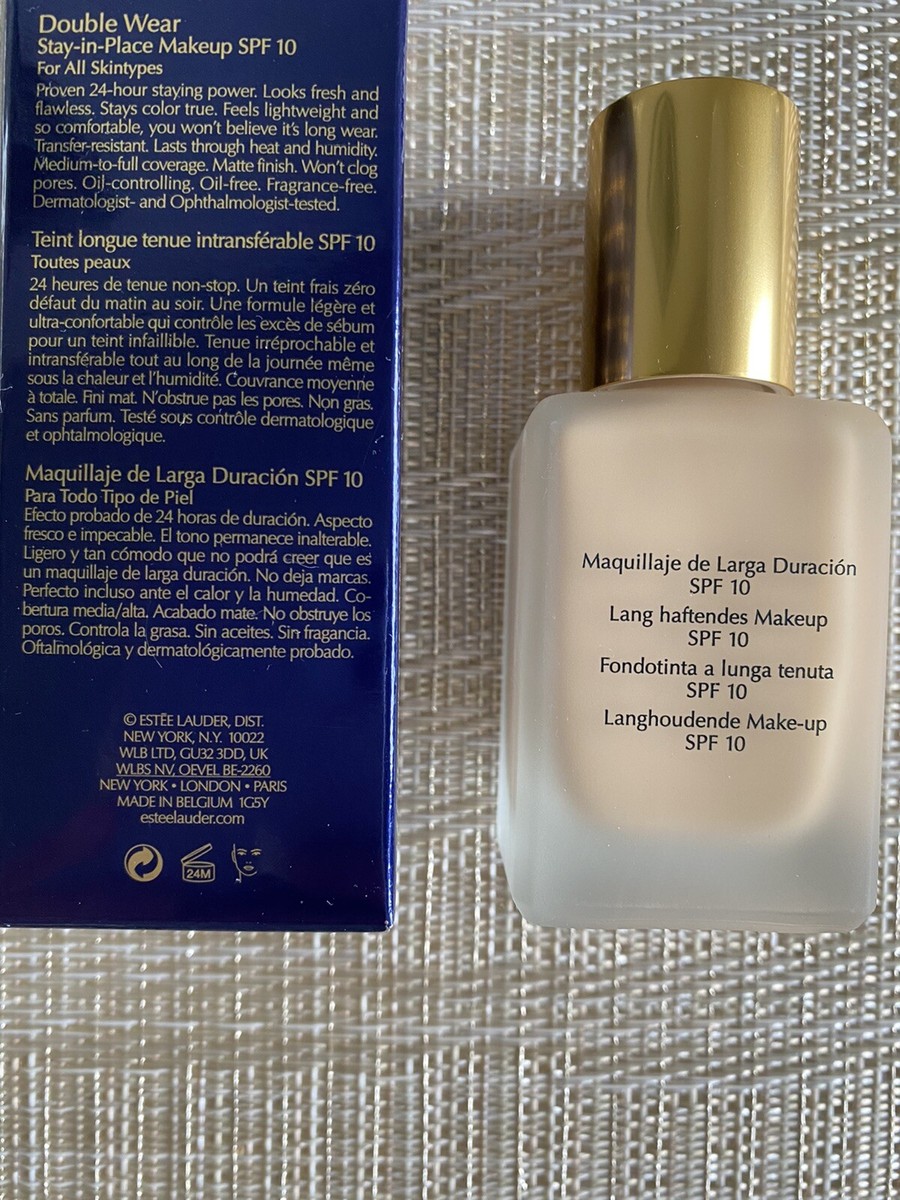 Double Wear
Stay-in-Place Makeup SPF 10
For All Skintypes
Proven 24-hour staying power. Looks fresh and
flawless. Stays color true. Feels lightweight and
so comfortable, you won't believe it's long wear.
Transfer-resistant. Lasts through heat and humidity.
Medium-to-full coverage. Matte finish. Won't clog
pores. Oil-controlling. Oil-free. Fragrance-free.
Dermatologist- and Ophthalmologist-tested.
Teint longue tenue intransférable SPF 10
Toutes peaux
24 heures de tenue non-stop. Un teint frais zéro
défaut du matin au soir. Une formule légère et
ultra-confortable qui contrôle les excès de sébum
pour un teint infaillible. Tenue irréprochable et
intransférable tout au long de la journée même
sous la chaleur et l'humidité. Couvrance moyenne
à totale. Fini mat. N'obstrue pas les pores. Non gras.
Sans parfum. Testé sous contrôle dermatologique
et ophtalmologique.
Maquillaje de Larga Duración SPF 10
Para Todo Tipo de Piel
Efecto probado de 24 horas de duración. Aspecto
fresco e impecable. El tono permanece inalterable.
Ligero y tan cómodo que no podrá creer que es
un maquillaje de larga duración. No deja marcas.
Perfecto incluso ante el calor y la humedad. Co-
bertura media/alta. Acabado mate. No obstruye los
poros. Controla la grasa. Sin aceites. Sin fragancia.
Oftalmológica y dermatológicamente probado.
© ESTĒE LAUDER, DIST.
NEW YORK, N.Y. 10022
WLB LTD, GU32 3DD, UK
WLBS NV, OEVEL BE-2260
NEW YORK • LONDON • PARIS
MADE IN BELGIUM 1G5Y
esteelauder.com
24M
Maquillaje de Larga Duración
SPF 10
Lang haftendes Makeup
SPF 10
Fondotinta a lunga tenuta
SPF 10
Langhoudende Make-up
SPF 10